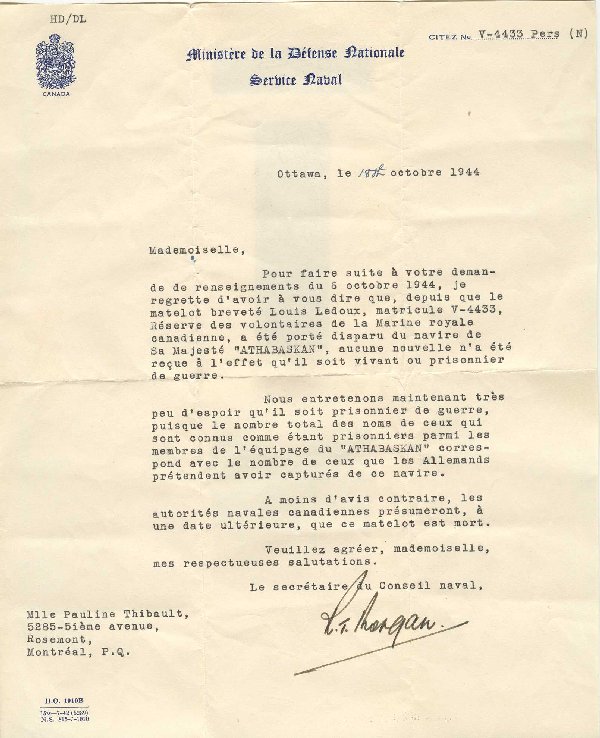 HD/DL
CITEZ No V-4433 Pers (N)
Ministère de la Défense Nationale
Service Naval
CANADA
Ottawa, le 18th octobre 1944
Mademoiselle,
Pour faire suite à votre deman-
de de renseignements du 5 octobre 1944, je
regrette d'avoir à vous dire que, depuis que le
matelot breveté Louis Ledoux, matricule V-4433,
Réserve des volontaires de la Marine royale
canadienne, a été porté disparu du navire de
Sa Majesté "ATHABASKAN", aucune nouvelle n'a été
reçue à l'effet qu'il soit vivant ou prisonnier
de guerre.
Nous entretenons maintenant très
peu d'espoir qu'il soit prisonnier de guerre,
puisque le nombre total des noms de ceux qui
sont connus comme étant prisonniers parmi les
membres de l'équipage du "ATHABASKAN" corres-
pond avec le nombre de ceux que les Allemands
prétendent avoir capturés de ce navire.
A moins d'avis contraire, les
autorités navales canadiennes présumeront, à
une date ultérieure, que ce matelot est mort.
Veuillez agréer, mademoiselle,
mes respectueuses salutations.
Le secrétaire du Conseil naval,
Morgan.
Mlle Pauline Thibault,
5285-5ième avenue,
Rosemont,
Montréal, P.Q.